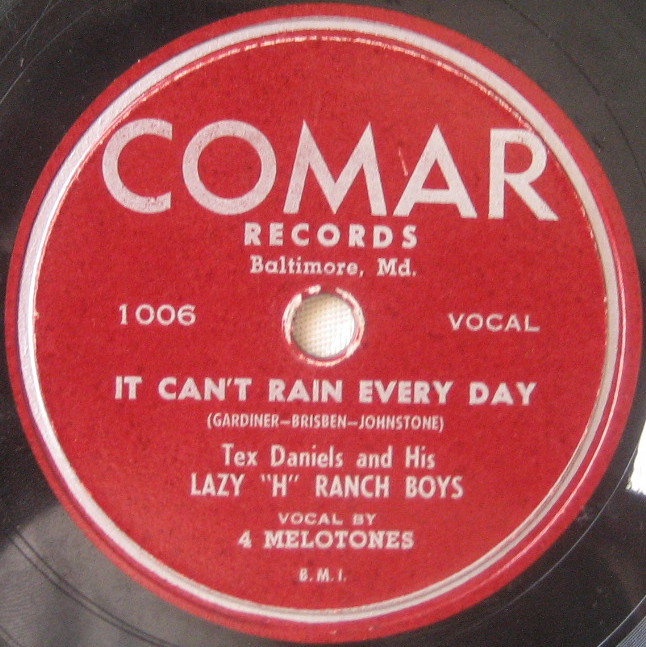 COMAR
RECORDS
Baltimore, Md.
1006 VOCAL
IT CAN'T RAIN EVERY DAY
(GARDINER—BRISBEN—JOHNSTONE)
Tex Daniels and His
LAZY "H" RANCH BOYS
VOCAL BY
4 MELOTONES
B. M. I.